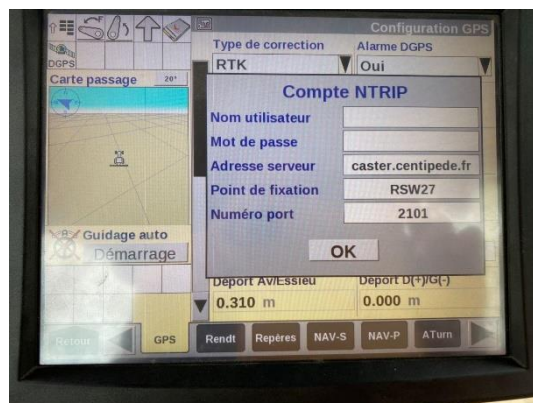 Configuration GPS
DGPS
Type de correction
Alarme DGPS
RTK
Oui
Carte passage
20°
Compte NTRIP
Nom utilisateur
Mot de passe
Adresse serveur
caster.centipede.fr
Point de fixation
RSW27
Numéro port
2101
OK
Guidage auto
Démarrage
Déport Av/Essieu
Déport D(+)/G(-)
0.310 m
0.000 m
Retour
GPS
Rendt
Repères
NAV-S
NAV-P
ATurn